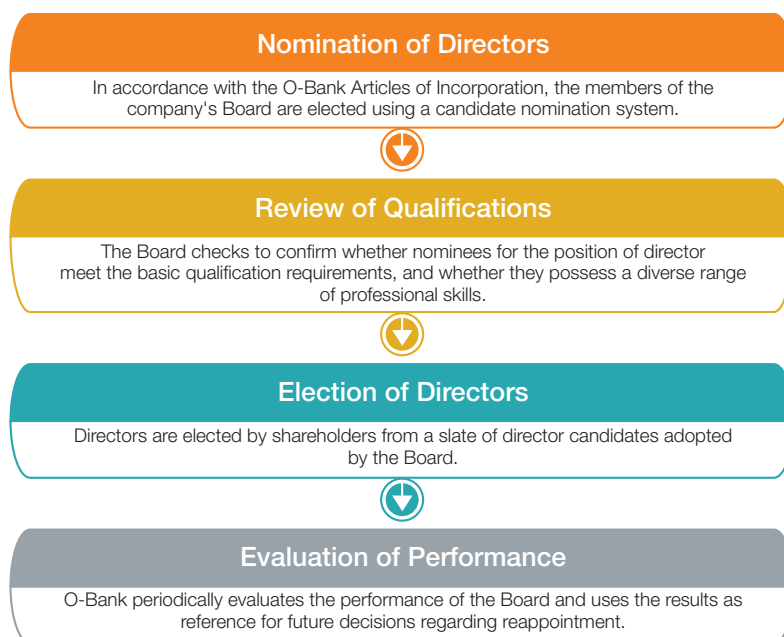 Nomination of Directors
In accordance with the O-Bank Articles of Incorporation, the members of the
company's Board are elected using a candidate nomination system.
Review of Qualifications
The Board checks to confirm whether nominees for the position of director
meet the basic qualification requirements, and whether they possess a diverse range
of professional skills.
Election of Directors
Directors are elected by shareholders from a slate of director candidates adopted
by the Board.
Evaluation of Performance
O-Bank periodically evaluates the performance of the Board and uses the results as
reference for future decisions regarding reappointment.